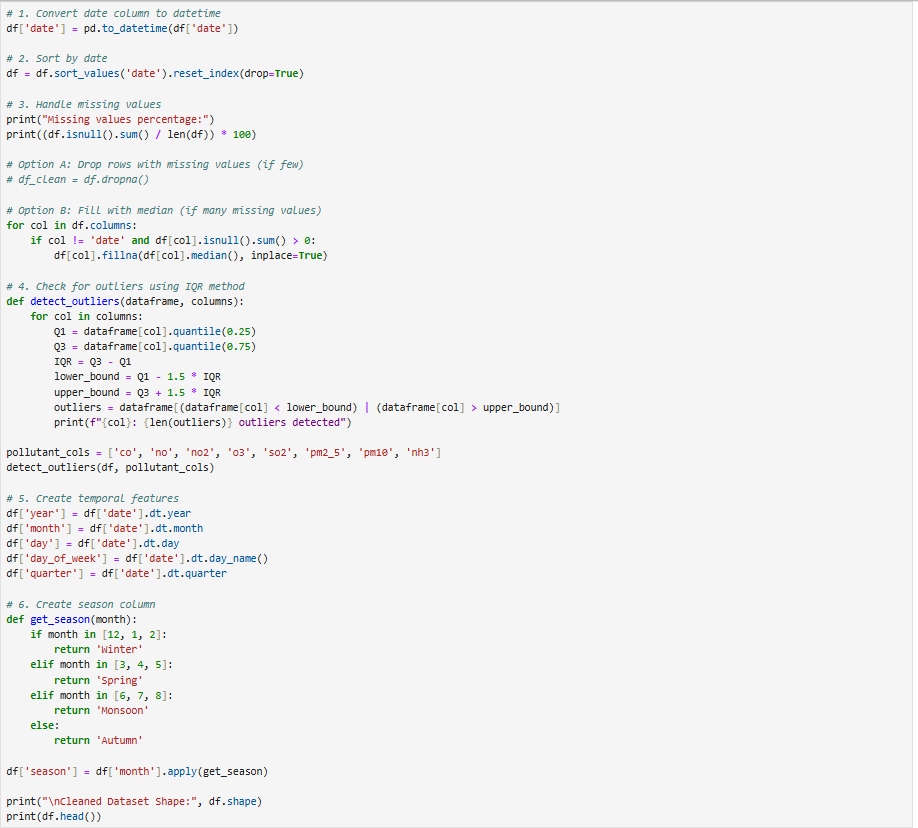 # 1. Convert date column to datetime
df['date'] = pd.to_datetime(df['date'])

# 2. Sort by date
df = df.sort_values('date').reset_index(drop=True)

# 3. Handle missing values
print("Missing values percentage:")
print((df.isnull().sum() / len(df)) * 100)

# Option A: Drop rows with missing values (if few)
# df_clean = df.dropna()

# Option B: Fill with median (if many missing values)
for col in df.columns:
    if col != 'date' and df[col].isnull().sum() > 0:
        df[col].fillna(df[col].median(), inplace=True)

# 4. Check for outliers using IQR method
def detect_outliers(dataframe, columns):
    for col in columns:
        Q1 = dataframe[col].quantile(0.25)
        Q3 = dataframe[col].quantile(0.75)
        IQR = Q3 - Q1
        lower_bound = Q1 - 1.5 * IQR
        upper_bound = Q3 + 1.5 * IQR
        outliers = dataframe[(dataframe[col] < lower_bound) | (dataframe[col] > upper_bound)]
        print(f"{col}: {len(outliers)} outliers detected")

pollutant_cols = ['co', 'no', 'no2', 'o3', 'so2', 'pm2_5', 'pm10', 'nh3']
detect_outliers(df, pollutant_cols)

# 5. Create temporal features
df['year'] = df['date'].dt.year
df['month'] = df['date'].dt.month
df['day'] = df['date'].dt.day
df['day_of_week'] = df['date'].dt.day_name()
df['quarter'] = df['date'].dt.quarter

# 6. Create season column
def get_season(month):
    if month in [12, 1, 2]:
        return 'Winter'
    elif month in [3, 4, 5]:
        return 'Spring'
    elif month in [6, 7, 8]:
        return 'Monsoon'
    else:
        return 'Autumn'

df['season'] = df['month'].apply(get_season)

print("\nCleaned Dataset Shape:", df.shape)
print(df.head())